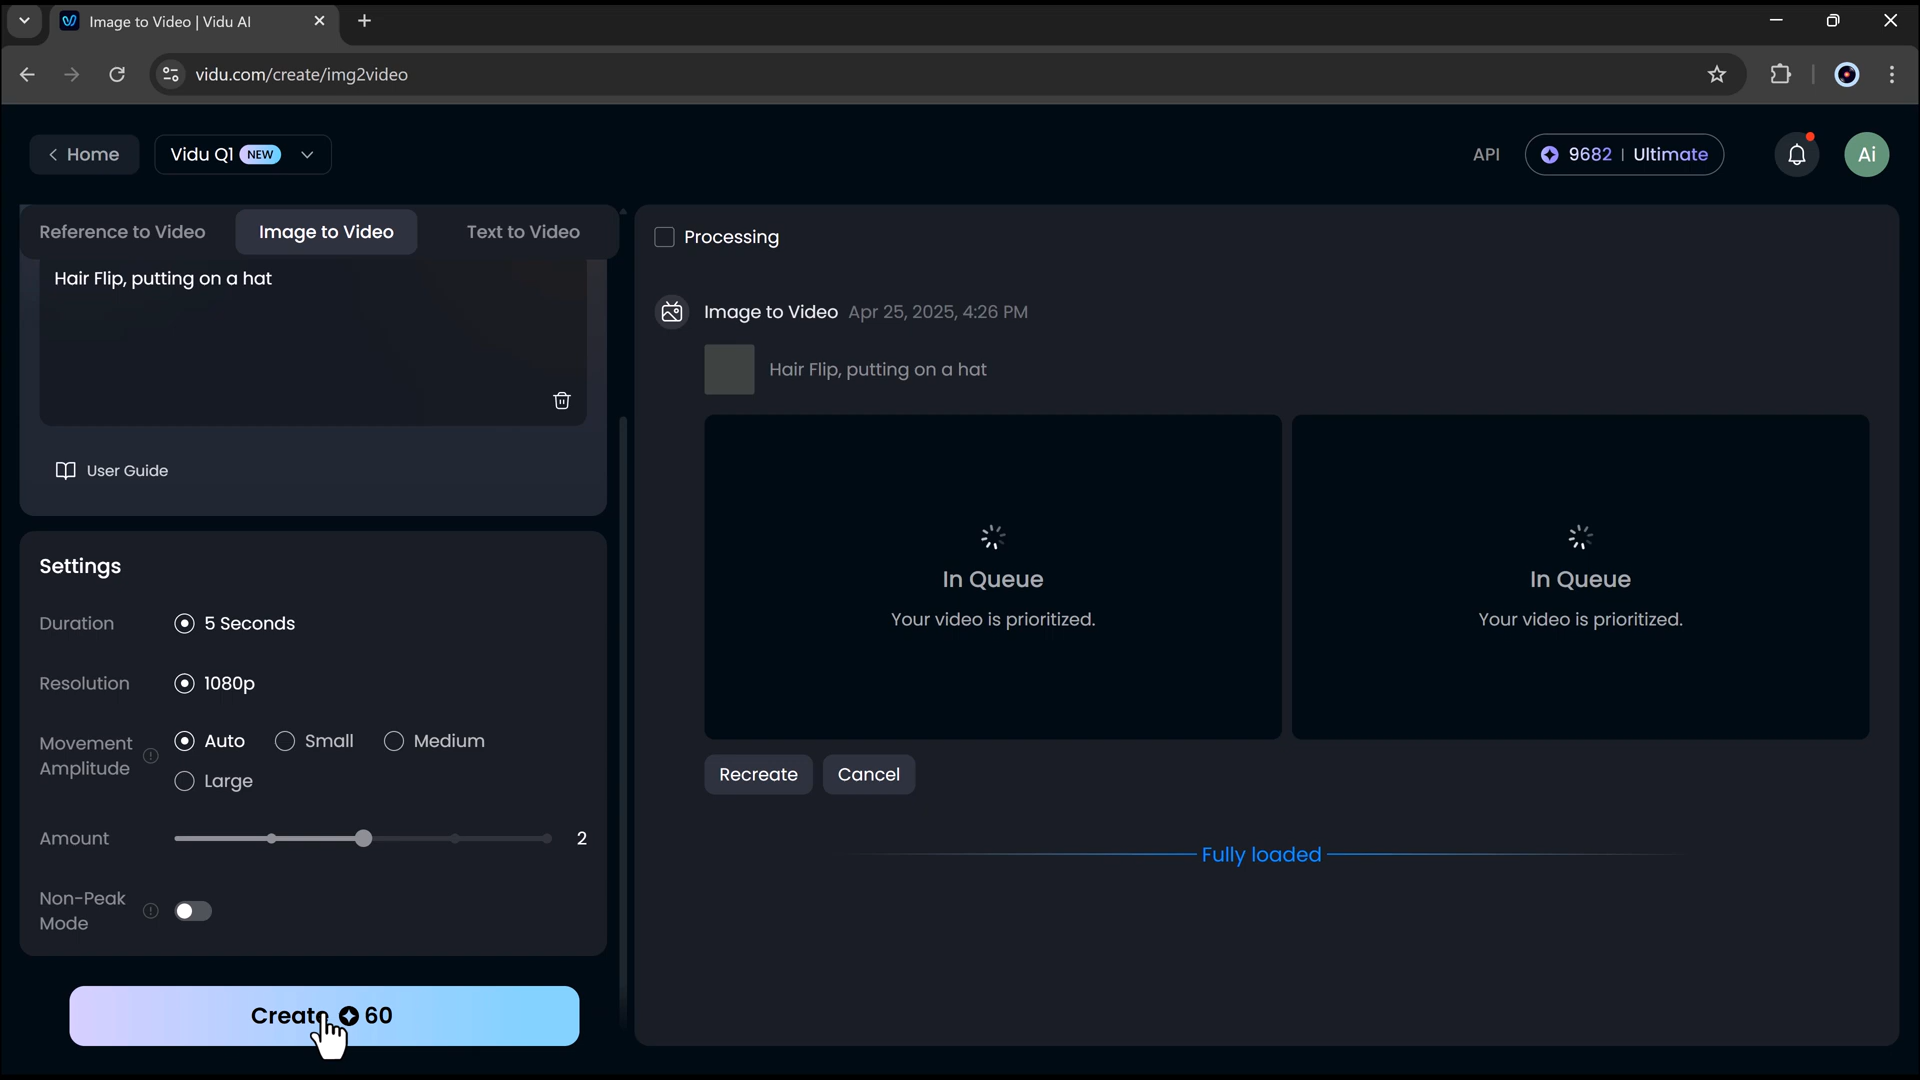 Image to Video | Vidu AI
vidu.com/create/img2video
Home
Vidu Q1 NEW
API
9682 | Ultimate
Ai
Reference to Video
Image to Video
Text to Video
Hair Flip, putting on a hat
User Guide
Settings
Duration
5 Seconds
Resolution
1080p
Movement
Amplitude
Auto
Small
Medium
Large
Amount
2
Non-Peak
Mode
Create 60
Processing
Image to Video Apr 25, 2025, 4:26 PM
Hair Flip, putting on a hat
In Queue
Your video is prioritized.
In Queue
Your video is prioritized.
Recreate
Cancel
Fully loaded